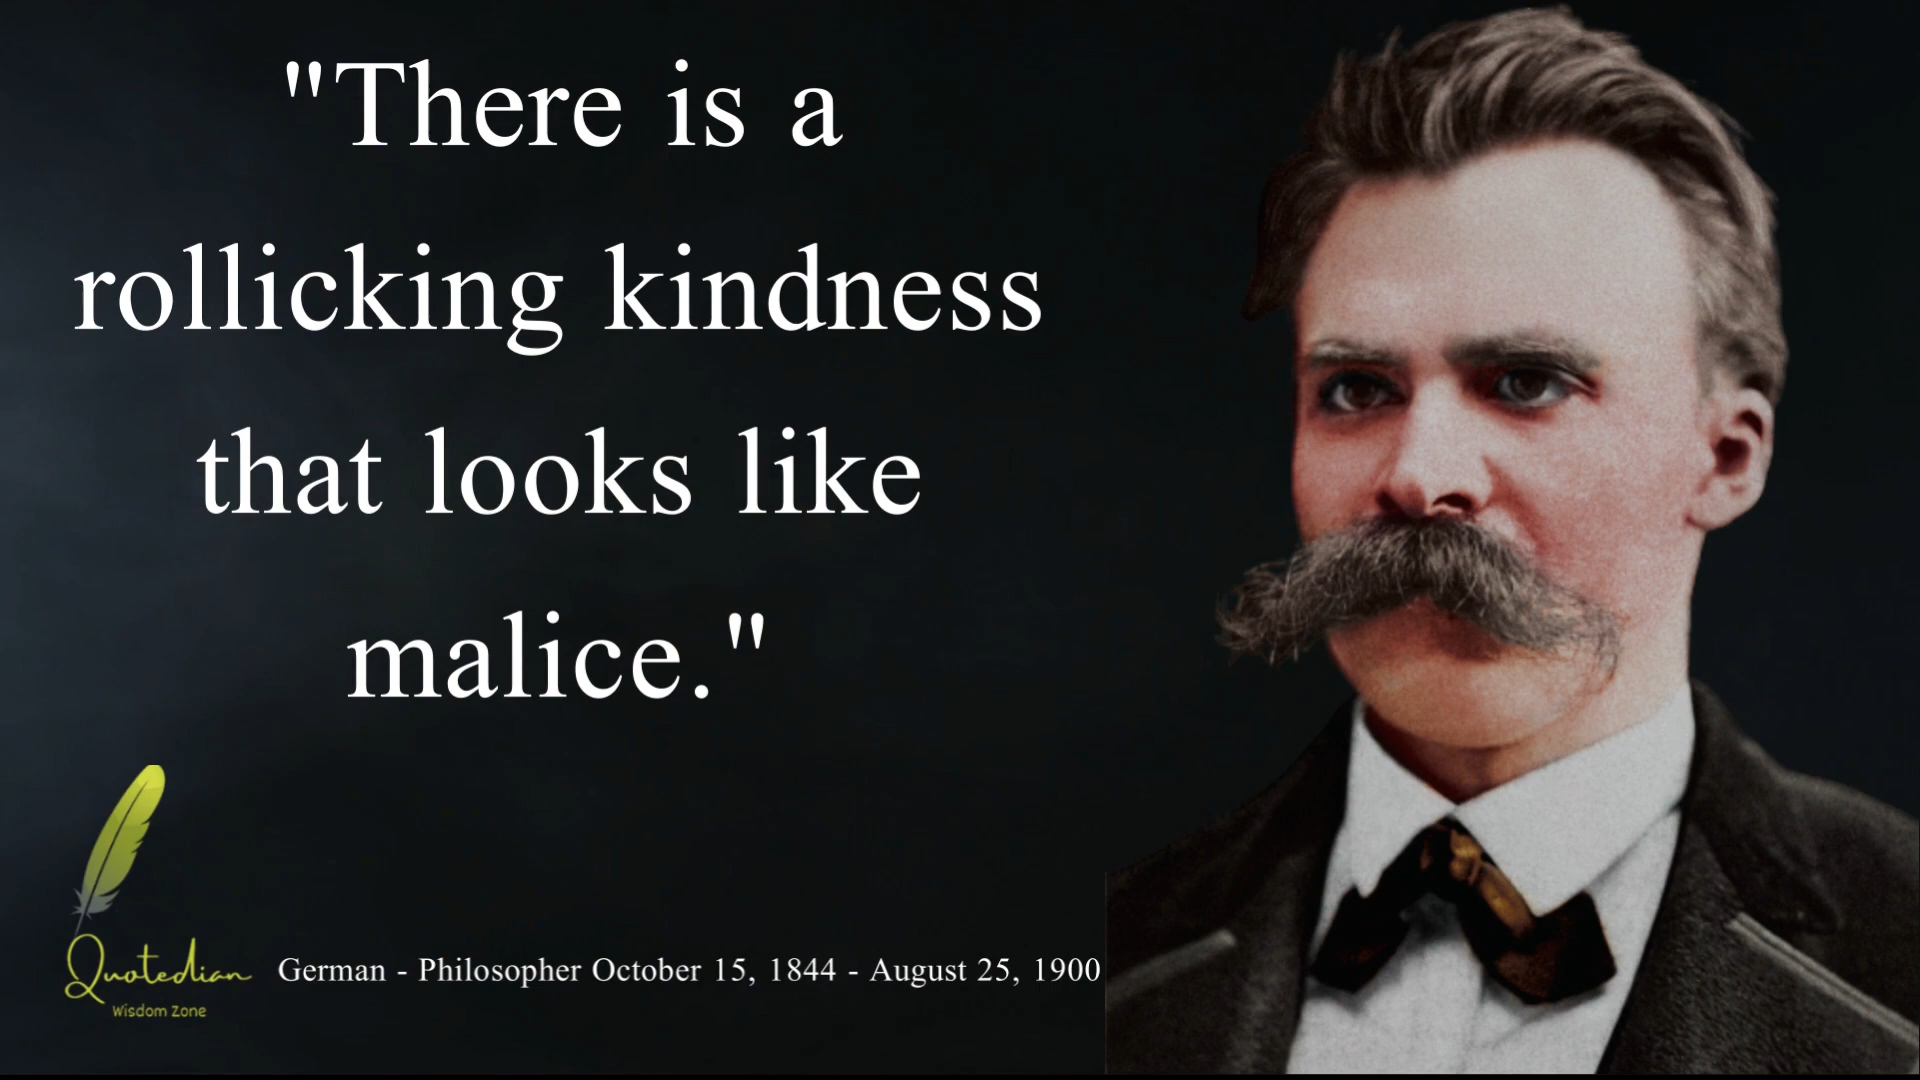 "There is a
rollicking kindness
that looks like
malice."
Quotedian
Wisdom Zone
German - Philosopher October 15, 1844 - August 25, 1900